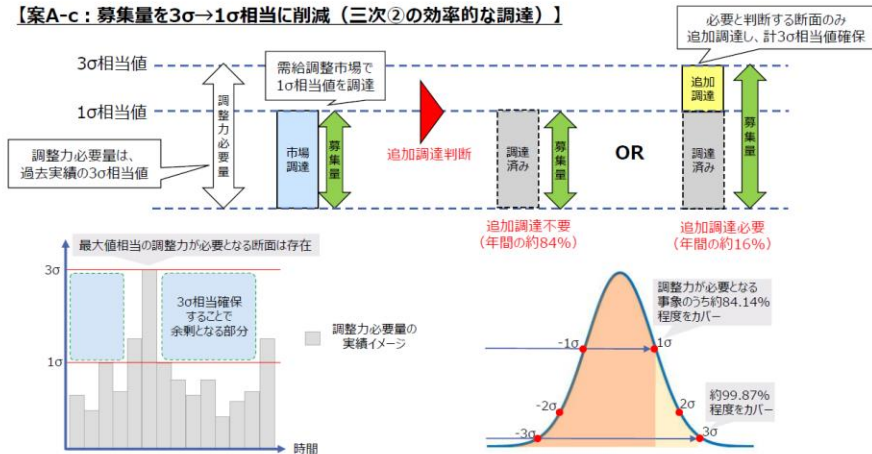 【案A-c:募集量を3σ→1σ相当に削減(三次②の効率的な調達)】
必要と判断する断面のみ
追加調達し、計3σ相当値確保
3σ相当値
需給調整市場で
1σ相当値を調達
1σ相当値
調整力必要量
調整力必要量は、
過去実績の3σ相当値
市場
調達
募集量
追加調達判断
調達
済み
募集量
OR
追加
調達
調達
済み
募集量
追加調達不要
(年間の約84%)
追加調達必要
(年間の約16%)
最大値相当の調整力が必要となる断面は存在
3σ
3σ相当確保
することで
余剰となる部分
1σ
調整力必要量の
実績イメージ
時間
調整力が必要となる
事象のうち約84.14%
程度をカバー
-1σ
1σ
約99.87%
程度をカバー
-2σ
2σ
-3σ
3σ